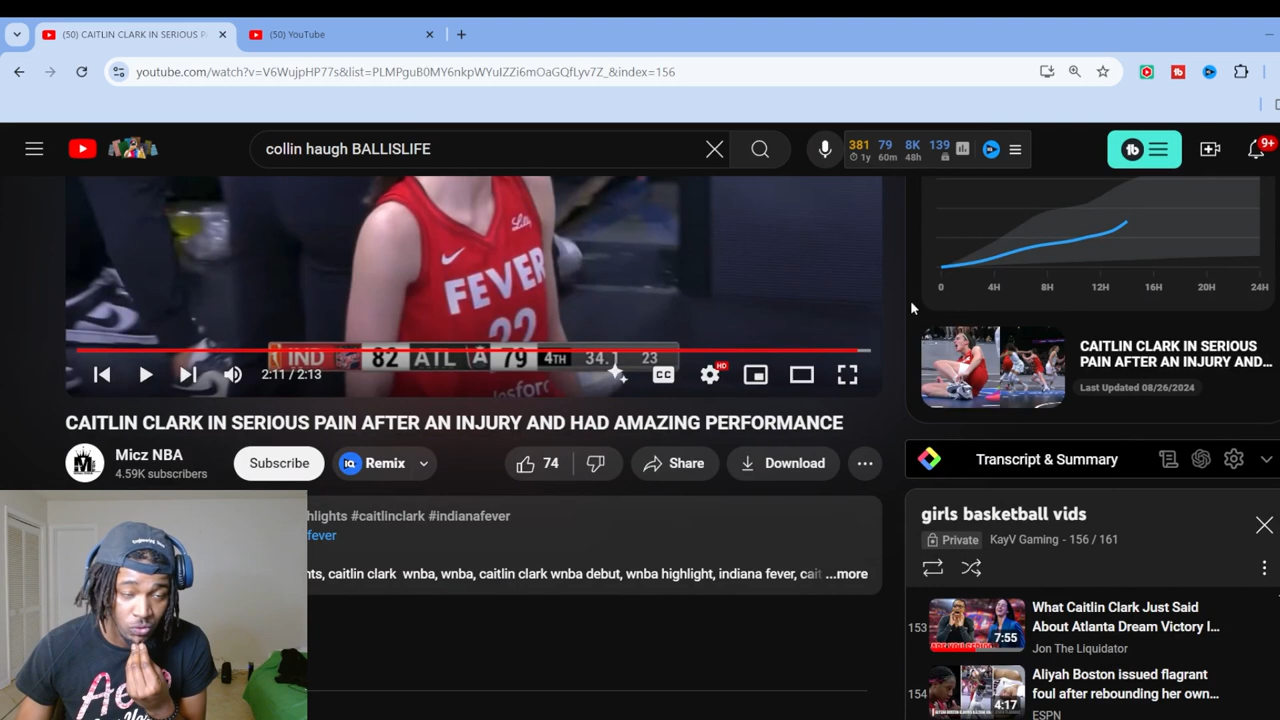 (50) CAITLIN CLARK IN SERIOUS P
(50) YouTube
youtube.com/watch?v=V6WujpHP77s&list=PLMPguB0MY6nkpWYuIZZi6mOaGQfLyv7Z_&index=156
collin haugh BALLISLIFE
381 79 8K 139
1y 60m 48h
9+
Lilly
FEVER
22
IND 82 ATL A 79 4TH 34.1 23
2:11 / 2:13
CC
HD
0 4H 8H 12H 16H 20H 24H
CAITLIN CLARK IN SERIOUS
PAIN AFTER AN INJURY AND...
Last Updated 08/26/2024
CAITLIN CLARK IN SERIOUS PAIN AFTER AN INJURY AND HAD AMAZING PERFORMANCE
Micz NBA
4.59K subscribers
Subscribe
Remix
74
Share
Download
Transcript & Summary
hlights #caitlinclark #indianafever
fever
nts, caitlin clark wnba, wnba, caitlin clark wnba debut, wnba highlight, indiana fever, cait ...more
girls basketball vids
Private KayV Gaming - 156 / 161
153
7:55
What Caitlin Clark Just Said
About Atlanta Dream Victory I...
Jon The Liquidator
154
4:17
Aliyah Boston issued flagrant
foul after rebounding her own...
ESPN